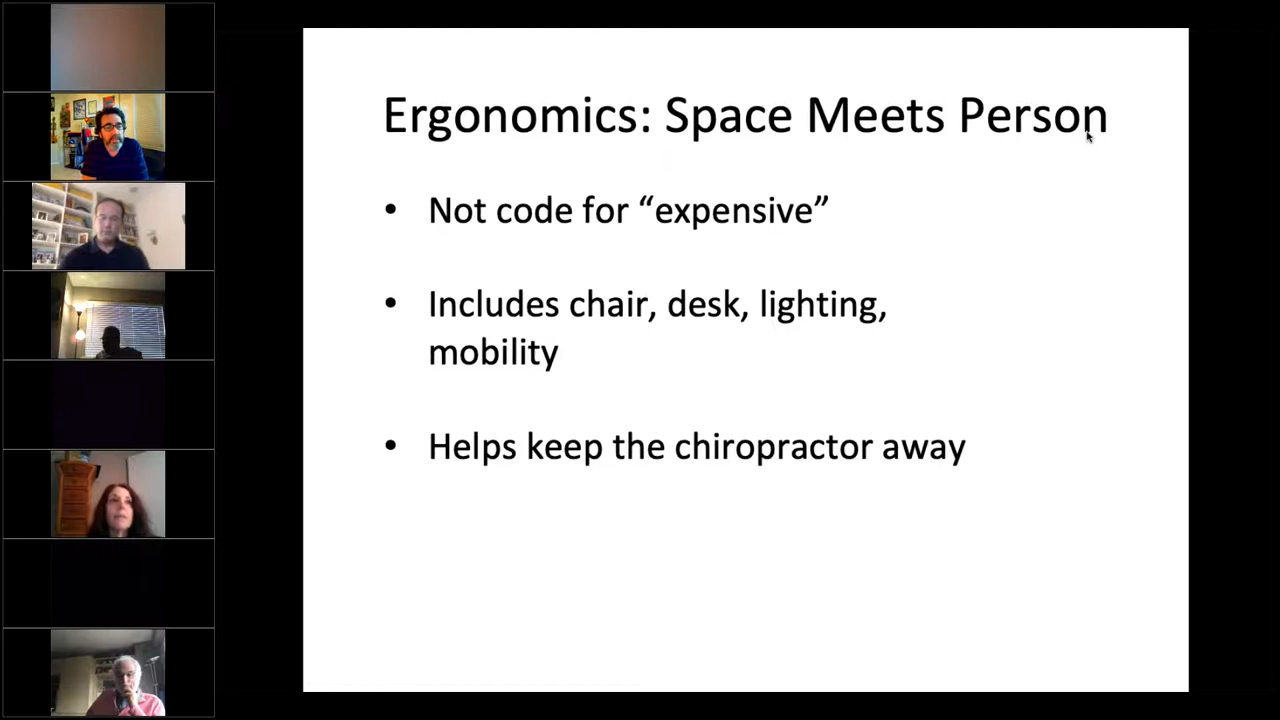 Ergonomics: Space Meets Person
• Not code for “expensive”
• Includes chair, desk, lighting,
mobility
• Helps keep the chiropractor away